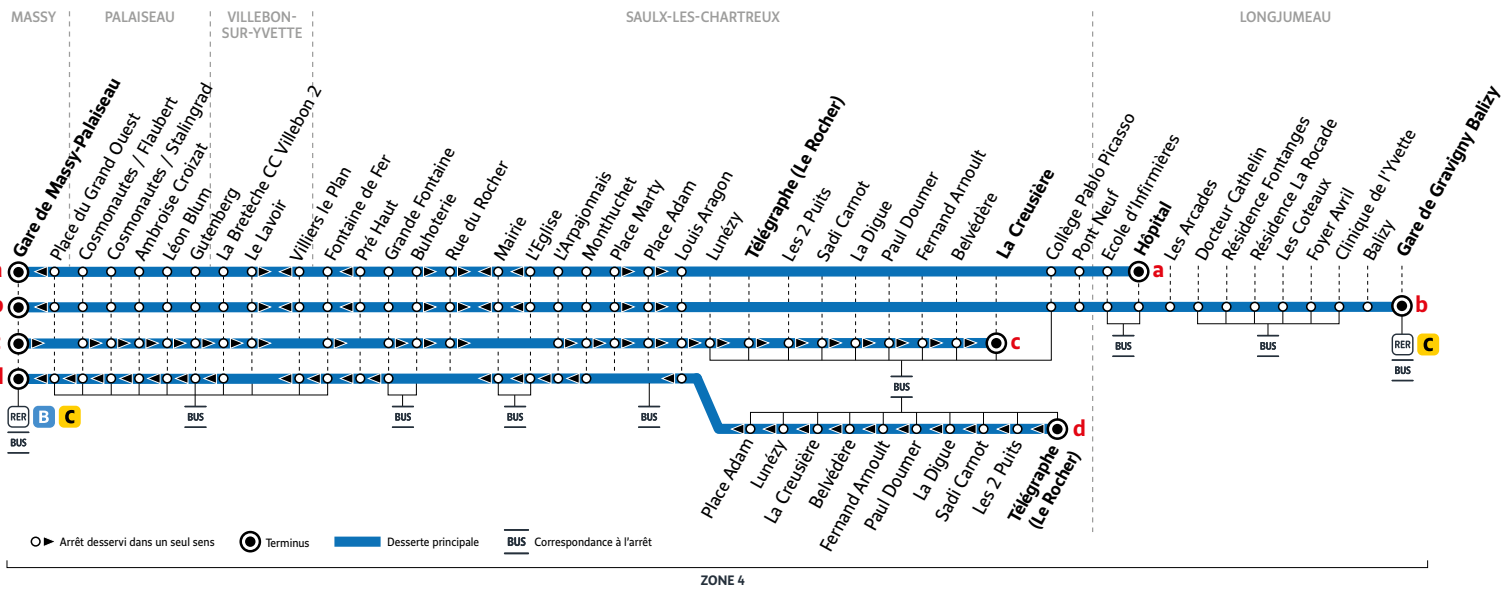 MASSY
PALAISEAU
VILLEBON-
SUR-YVETTE
SAULX-LES-CHARTREUX
LONGJUMEAU
Gare de Massy-Palaiseau
Place du Grand Ouest
Cosmonautes / Flaubert
Cosmonautes / Stalingrad
Ambroise Croizat
Léon Blum
Gutenberg
La Bretèche CC Villebon 2
Le Lavoir
Villiers le Plan
Fontaine de Fer
Pré Haut
Grande Fontaine
Buhoterie
Rue du Rocher
Mairie
L'Eglise
L'Arpajonnais
Monthuchet
Place Marty
Place Adam
Louis Aragon
Lunézy
Télégraphe (Le Rocher)
Les 2 Puits
Sadi Carnot
La Digue
Paul Doumer
Fernand Arnoult
Belvédère
La Creusière
Collège Pablo Picasso
Pont Neuf
Ecole d'Infirmières
Hôpital
Les Arcades
Docteur Cathelin
Résidence Fontanges
Résidence La Rocade
Les Coteaux
Foyer Avril
Clinique de l'Yvette
Balizy
Gare de Gravigny Balizy
a
b
c
BUS
BUS
RER C
BUS
BUS
RER B C
BUS
BUS
BUS
BUS
BUS
d
Place Adam
Lunézy
La Creusière
Belvédère
Fernand Arnoult
Paul Doumer
La Digue
Sadi Carnot
Les 2 Puits
Télégraphe
(Le Rocher)
Arrêt desservi dans un seul sens
Terminus
Desserte principale
BUS Correspondance à l'arrêt
ZONE 4